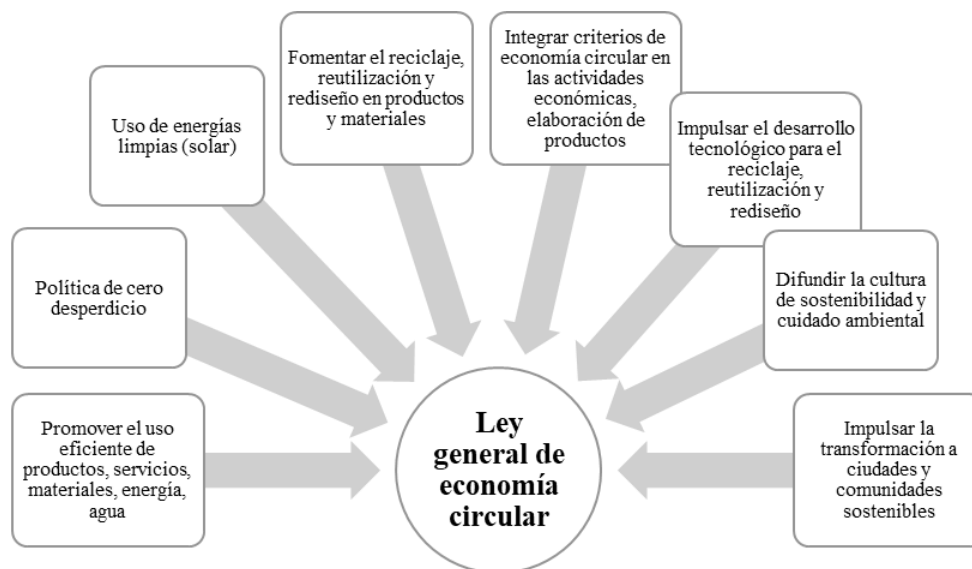 Promover el uso
eficiente de
productos, servicios,
materiales, energía,
agua
Política de cero
desperdicio
Uso de energías
limpias (solar)
Fomentar el reciclaje,
reutilización y
rediseño en productos
y materiales
Integrar criterios de
economía circular en
las actividades
económicas,
elaboración de
productos
Impulsar el desarrollo
tecnológico para el
reciclaje,
reutilización y
rediseño
Difundir la cultura
de sostenibilidad y
cuidado ambiental
Impulsar la
transformación a
ciudades y
comunidades
sostenibles
Ley
general de
economía
circular